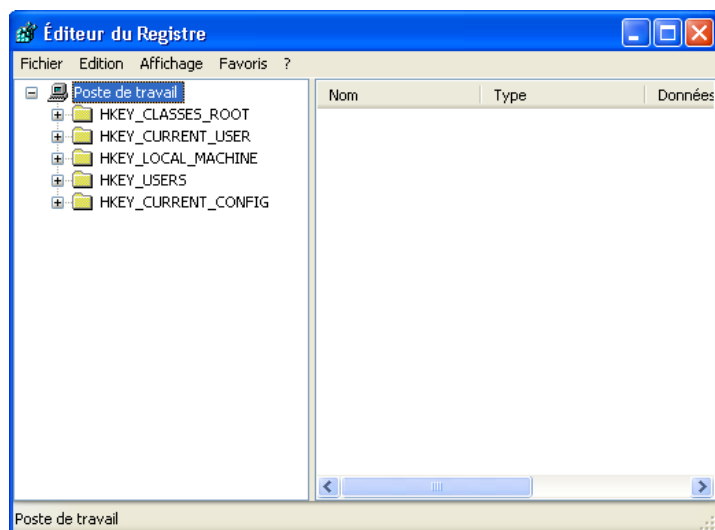 Éditeur du Registre
Fichier Edition Affichage Favoris ?
Poste de travail
HKEY_CLASSES_ROOT
HKEY_CURRENT_USER
HKEY_LOCAL_MACHINE
HKEY_USERS
HKEY_CURRENT_CONFIG
Nom Type Données
Poste de travail